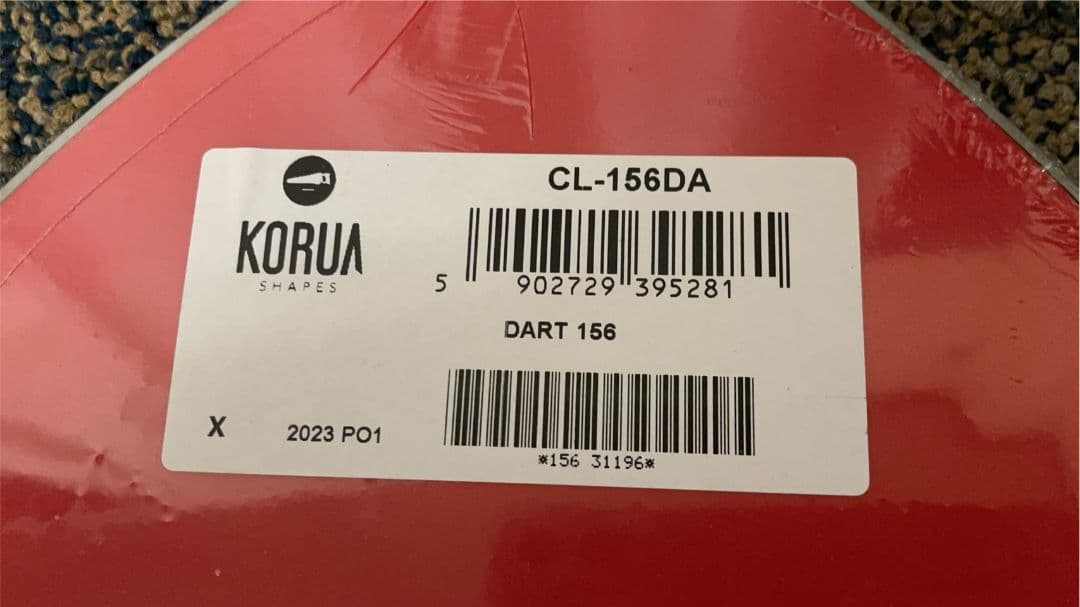 CL-156DA
KORUA
SHAPES
5 902729 395281
DART 156
X 2023 PO1
*156 31196*